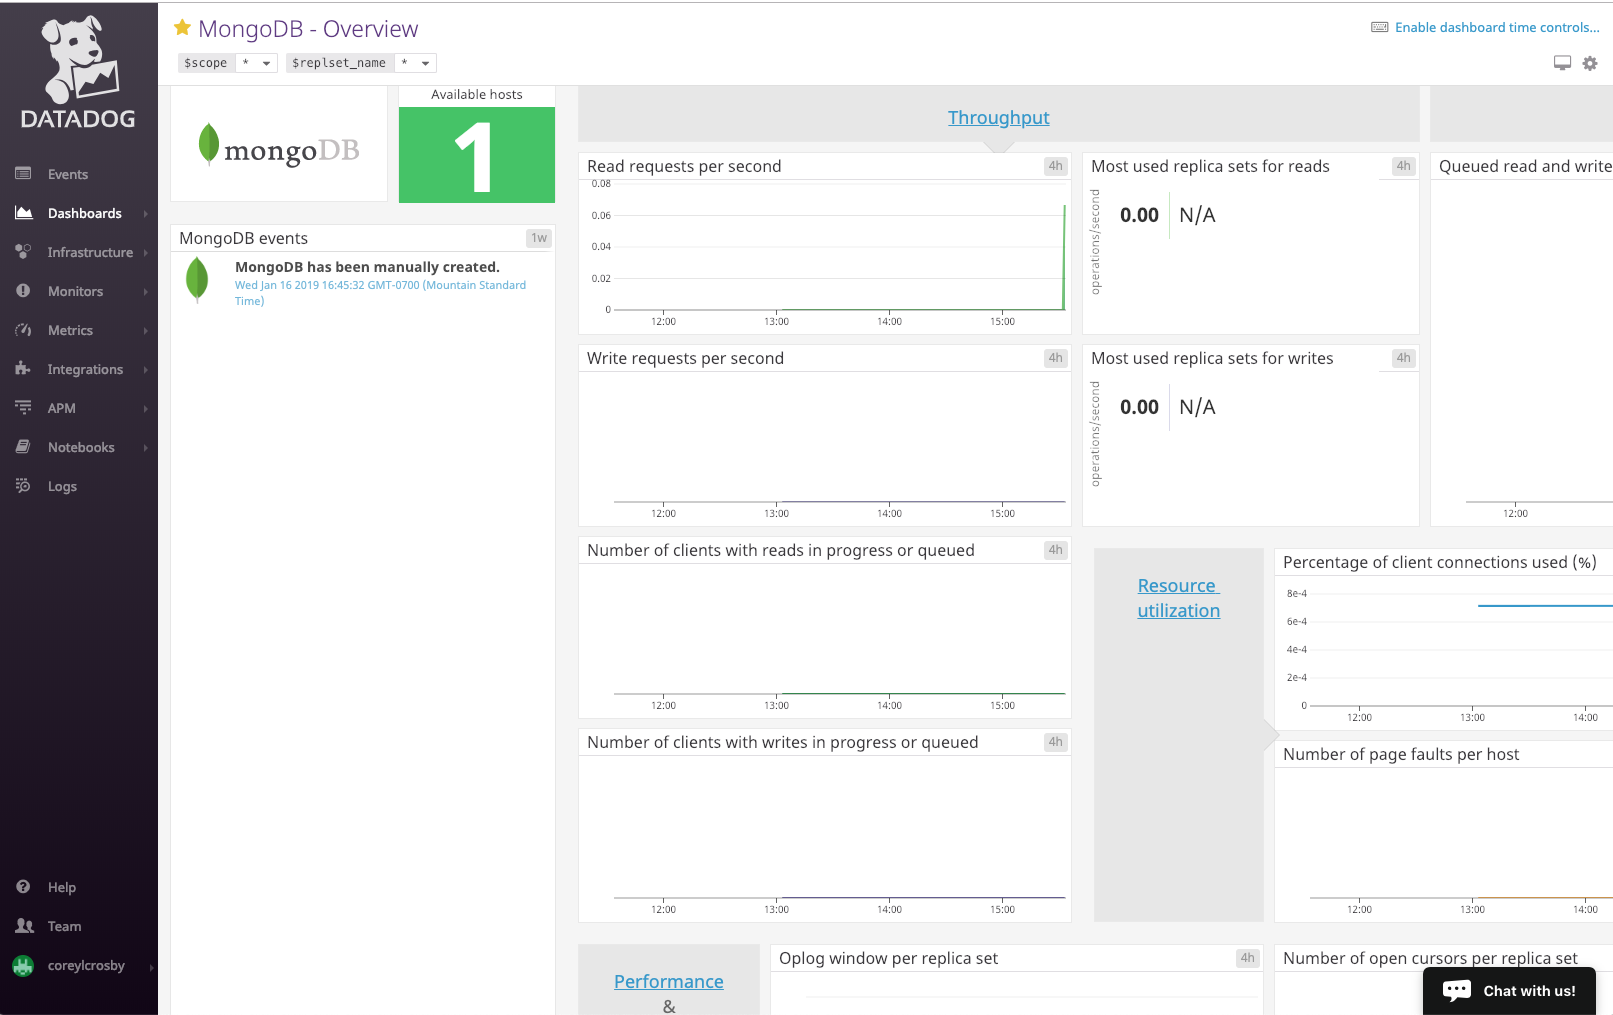 DATADOG
Events
Dashboards
Infrastructure
Monitors
Metrics
Integrations
APM
Notebooks
Logs
Help
Team
coreylcrosby
MongoDB - Overview
Enable dashboard time controls...
$scope * $replset_name *
mongoDB
Available hosts
1
MongoDB events 1w
MongoDB has been manually created.
Wed Jan 16 2019 16:45:32 GMT-0700 (Mountain Standard
Time)
Throughput
Read requests per second 4h
0.08
0.06
0.04
0.02
0
12:00 13:00 14:00 15:00
Most used replica sets for reads 4h
operations/second
0.00 N/A
Queued read and write
12:00
Write requests per second 4h
12:00 13:00 14:00 15:00
Most used replica sets for writes 4h
operations/second
0.00 N/A
Number of clients with reads in progress or queued 4h
12:00 13:00 14:00 15:00
Number of clients with writes in progress or queued 4h
12:00 13:00 14:00 15:00
Resource
utilization
Percentage of client connections used (%)
8e-4
6e-4
4e-4
2e-4
0
12:00 13:00 14:00
Number of page faults per host
12:00 13:00 14:00
Performance
&
Oplog window per replica set 4h
Number of open cursors per replica set
Chat with us!